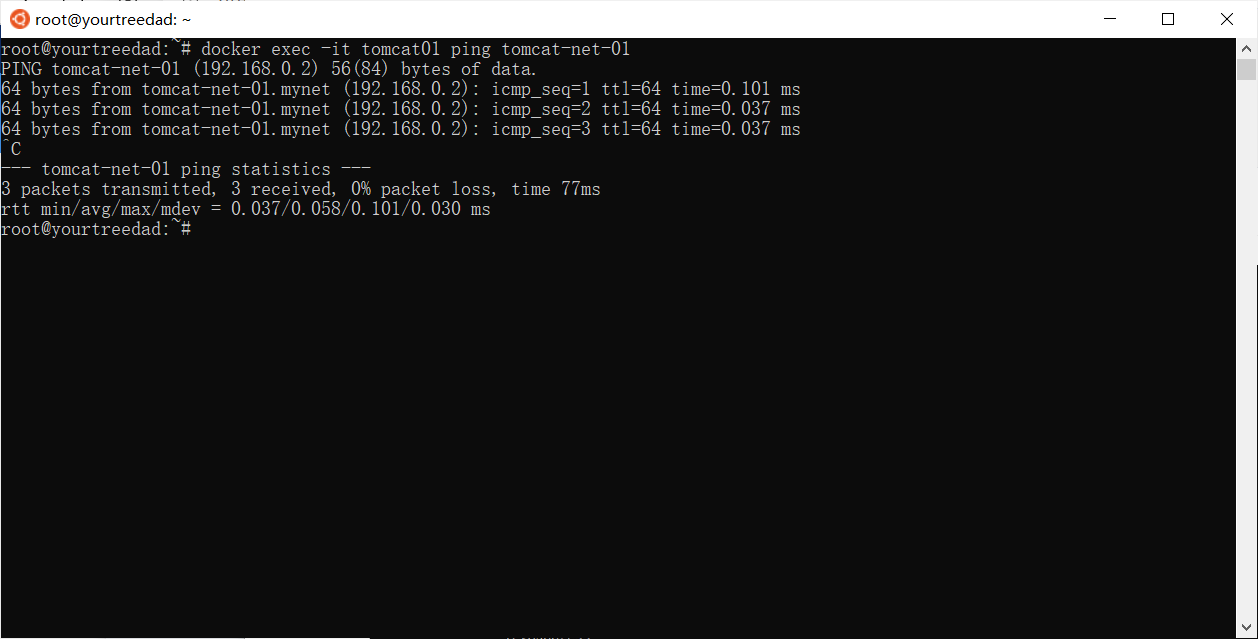 root@yourtreedad: ~
root@yourtreedad:~# docker exec -it tomcat01 ping tomcat-net-01
PING tomcat-net-01 (192.168.0.2) 56(84) bytes of data.
64 bytes from tomcat-net-01.mynet (192.168.0.2): icmp_seq=1 ttl=64 time=0.101 ms
64 bytes from tomcat-net-01.mynet (192.168.0.2): icmp_seq=2 ttl=64 time=0.037 ms
64 bytes from tomcat-net-01.mynet (192.168.0.2): icmp_seq=3 ttl=64 time=0.037 ms
^C
--- tomcat-net-01 ping statistics ---
3 packets transmitted, 3 received, 0% packet loss, time 77ms
rtt min/avg/max/mdev = 0.037/0.058/0.101/0.030 ms
root@yourtreedad:~#